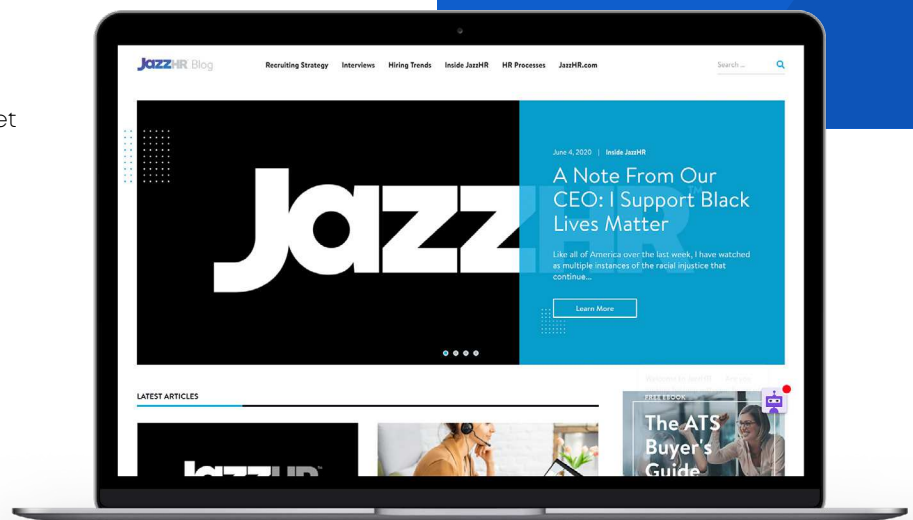 et
JazzHR Blog
Recruiting Strategy Interviews Hiring Trends Inside JazzHR HR Processes JazzHR.com
Search ...
JazzHR™
June 4, 2020 | Inside JazzHR
A Note From Our
CEO: I Support Black
Lives Matter
Like all of America over the last week, I have watched
as multiple instances of the racial injustice that
continue...
Learn More
LATEST ARTICLES
JazzHR
FREE EBOOK
The ATS
Buyer's
Guide